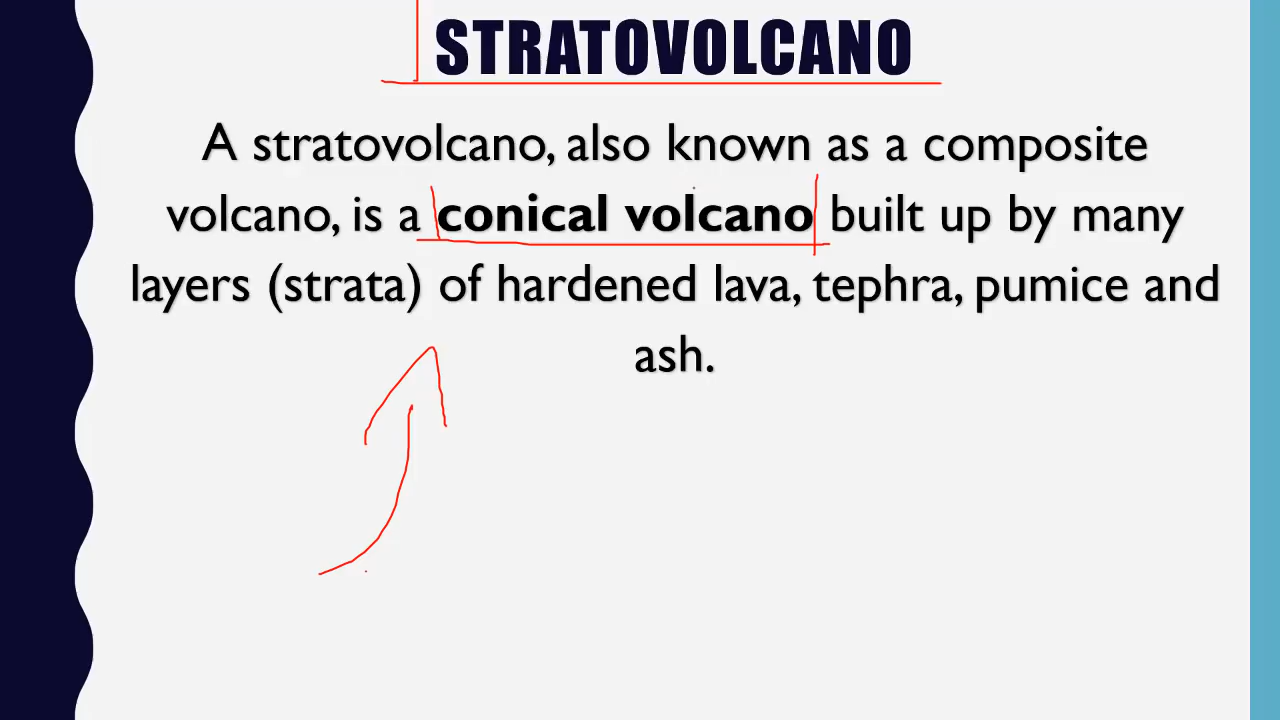 STRATOVOLCANO
A stratovolcano, also known as a composite
volcano, is a conical volcano built up by many
layers (strata) of hardened lava, tephra, pumice and
ash.